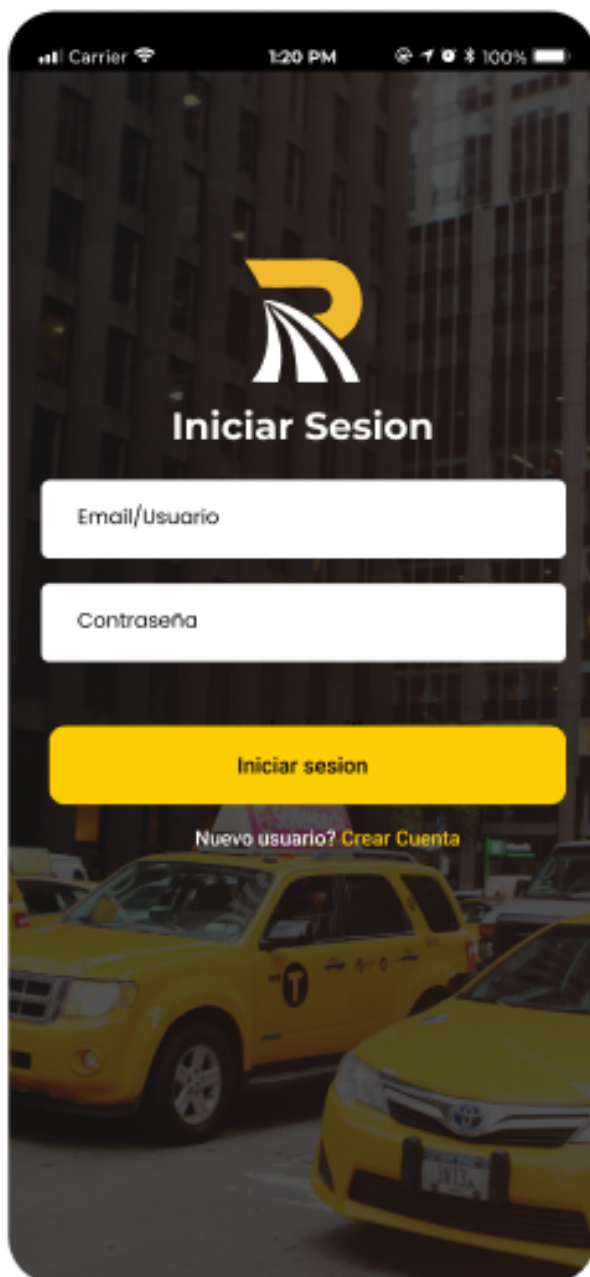 Carrier 1:20 PM 100%
Iniciar Sesion
Email/Usuario
Contraseña
Iniciar sesion
Nuevo usuario? Crear Cuenta
T